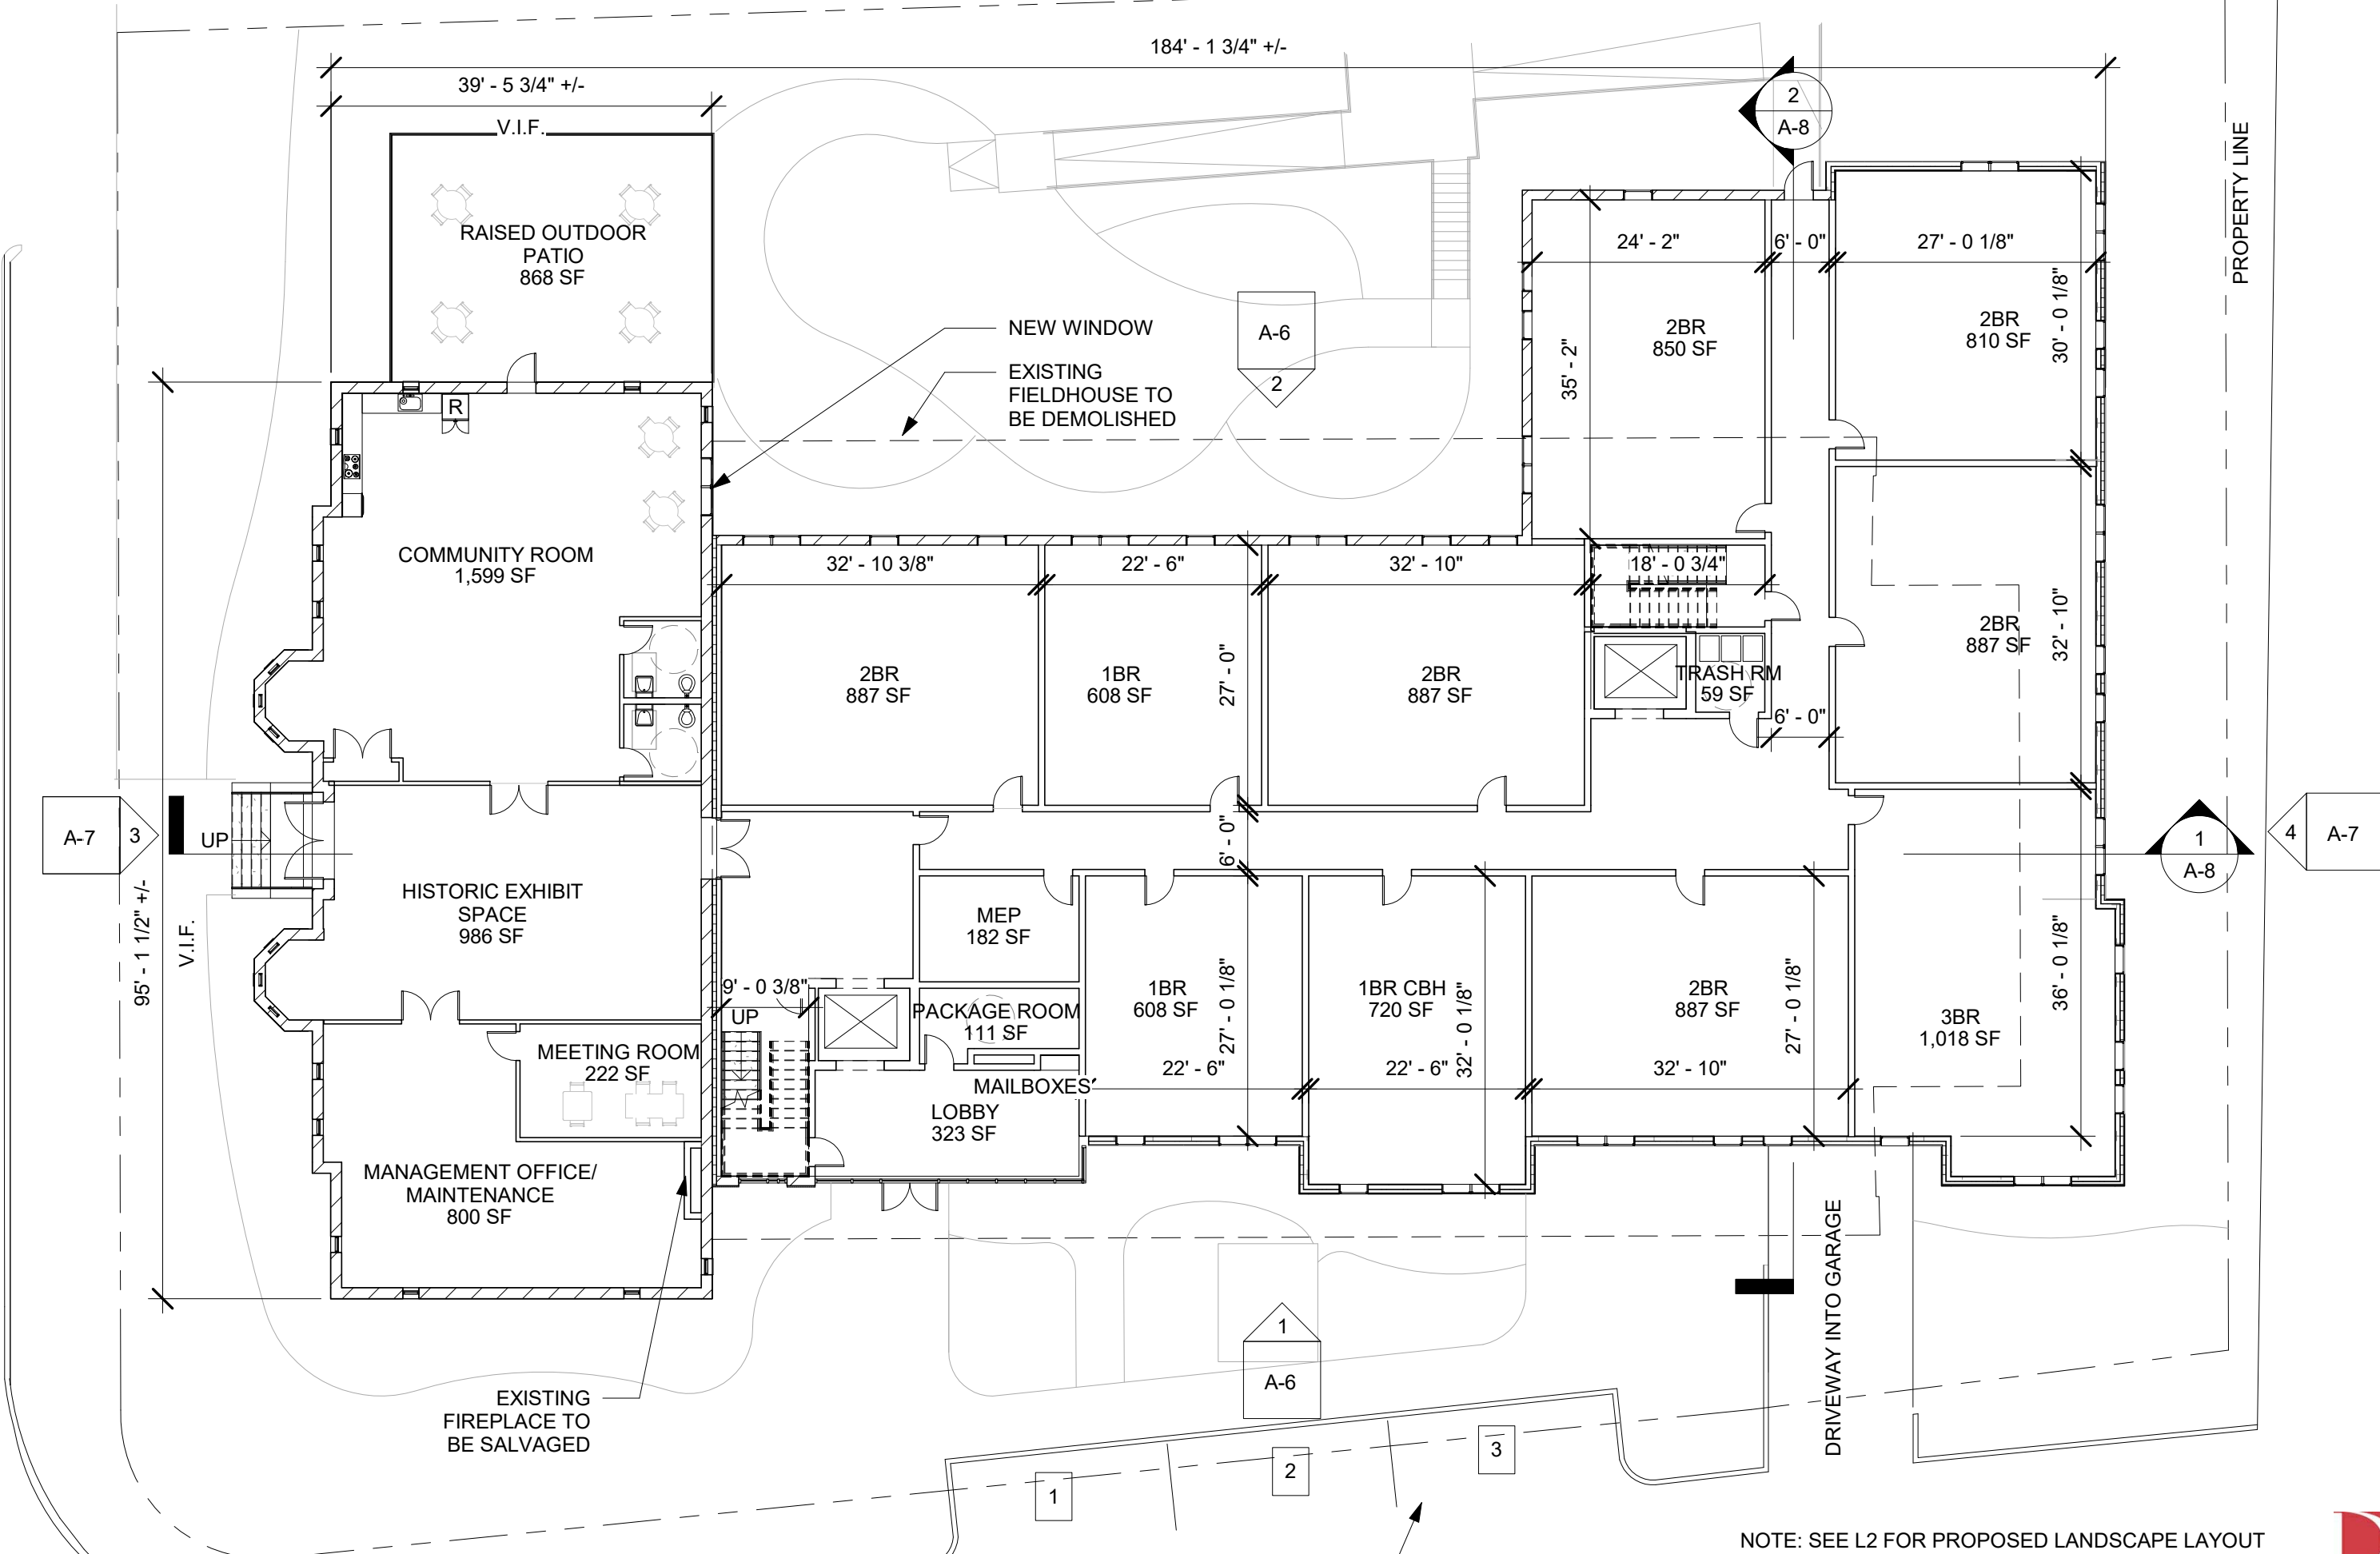 184' - 1 3/4" +/-
39' - 5 3/4" +/-
V.I.F.
2
A-8
PROPERTY LINE
RAISED OUTDOOR
PATIO
868 SF
24' - 2"
6' - 0"
27' - 0 1/8"
NEW WINDOW
EXISTING
FIELDHOUSE TO
BE DEMOLISHED
A-6
2
35' - 2"
2BR
850 SF
2BR
810 SF
30' - 0 1/8"
R
COMMUNITY ROOM
1,599 SF
32' - 10 3/8"
22' - 6"
32' - 10"
18' - 0 3/4"
2BR
887 SF
1BR
608 SF
27' - 0"
2BR
887 SF
TRASH RM
59 SF
6' - 0"
2BR
887 SF
32' - 10"
A-7
3
UP
6' - 0"
1
A-8
4
A-7
95' - 1 1/2" +/-
V.I.F.
HISTORIC EXHIBIT
SPACE
986 SF
MEP
182 SF
9' - 0 3/8"
UP
PACKAGE ROOM
111 SF
1BR
608 SF
27' - 0 1/8"
22' - 6"
1BR CBH
720 SF
32' - 0 1/8"
22' - 6"
2BR
887 SF
27' - 0 1/8"
32' - 10"
3BR
1,018 SF
36' - 0 1/8"
MEETING ROOM
222 SF
MAILBOXES
LOBBY
323 SF
MANAGEMENT OFFICE/
MAINTENANCE
800 SF
DRIVEWAY INTO GARAGE
1
A-6
EXISTING
FIREPLACE TO
BE SALVAGED
1
2
3
NOTE: SEE L2 FOR PROPOSED LANDSCAPE LAYOUT